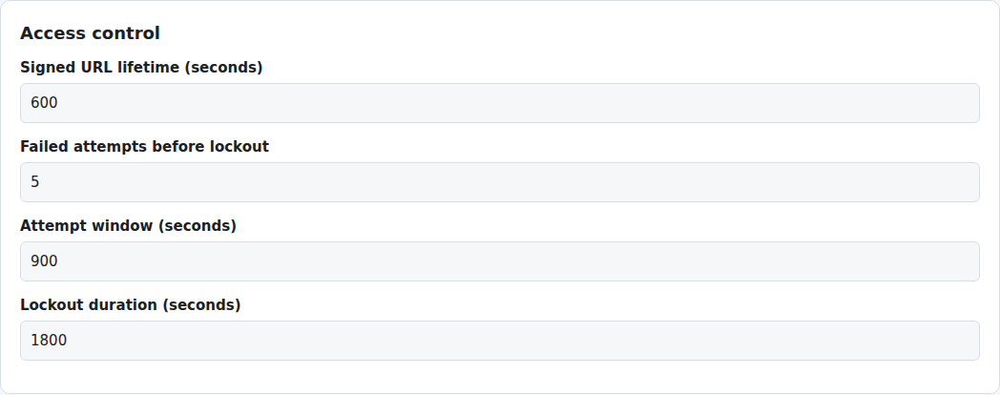 Access control
Signed URL lifetime (seconds)
600
Failed attempts before lockout
5
Attempt window (seconds)
900
Lockout duration (seconds)
1800